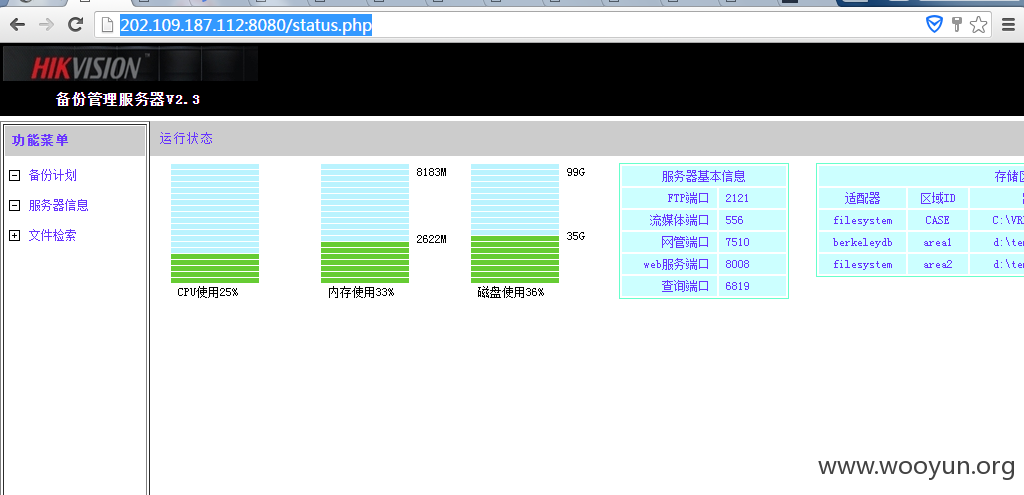 202.109.187.112:8080/status.php
HIKVISION™
备份管理服务器V2.3
功能菜单
备份计划
服务器信息
文件检索
运行状态
8183M
2622M
CPU使用25%
内存使用33%
99G
35G
磁盘使用36%
服务器基本信息
FTP端口 2121
流媒体端口 556
网管端口 7510
web服务端口 8008
查询端口 6819
存储
适配器 区域ID
filesystem CASE C:\VR
berkeleydb area1 d:\te
filesystem area2 d:\te
www.wooyun.org